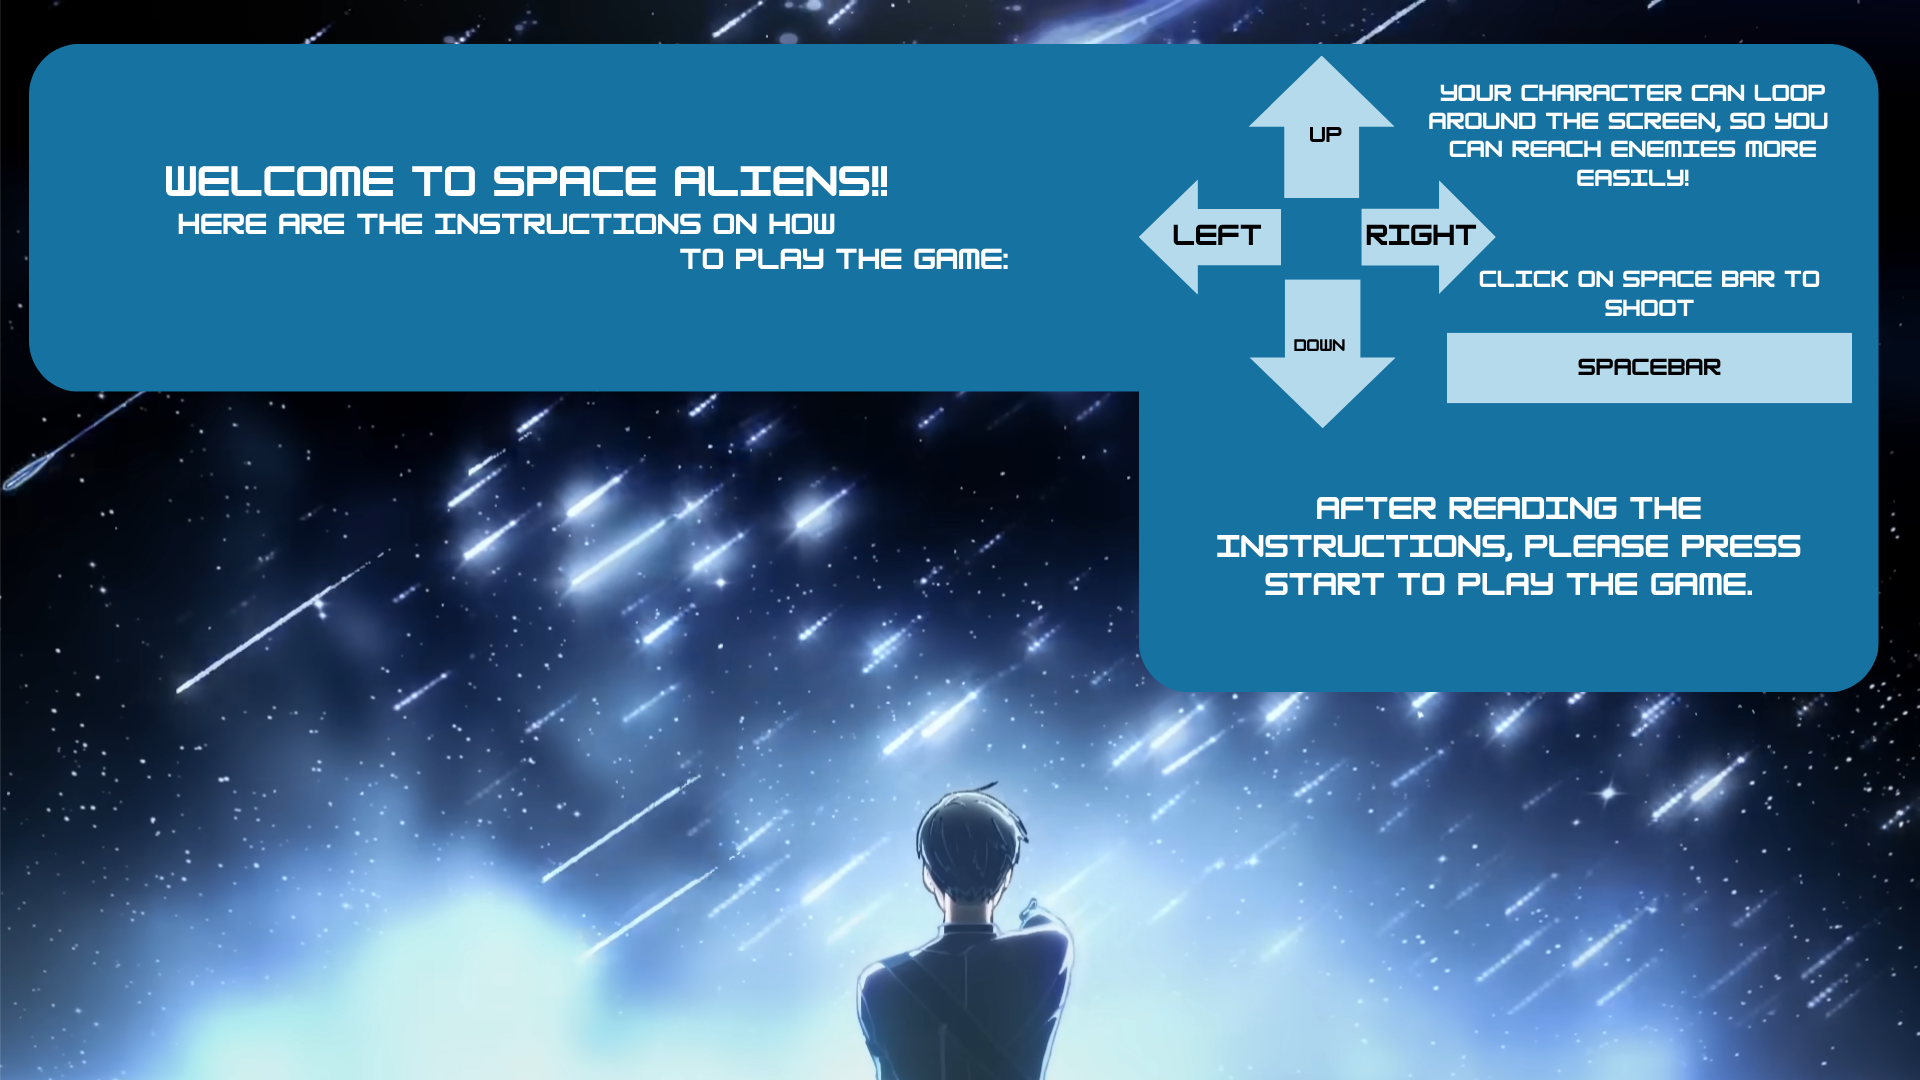 WELCOME TO SPACE ALIENS!!
HERE ARE THE INSTRUCTIONS ON HOW
TO PLAY THE GAME:
UP
LEFT
RIGHT
DOWN
YOUR CHARACTER CAN LOOP
AROUND THE SCREEN, SO YOU
CAN REACH ENEMIES MORE
EASILY!
CLICK ON SPACE BAR TO
SHOOT
SPACEBAR
AFTER READING THE
INSTRUCTIONS, PLEASE PRESS
START TO PLAY THE GAME.